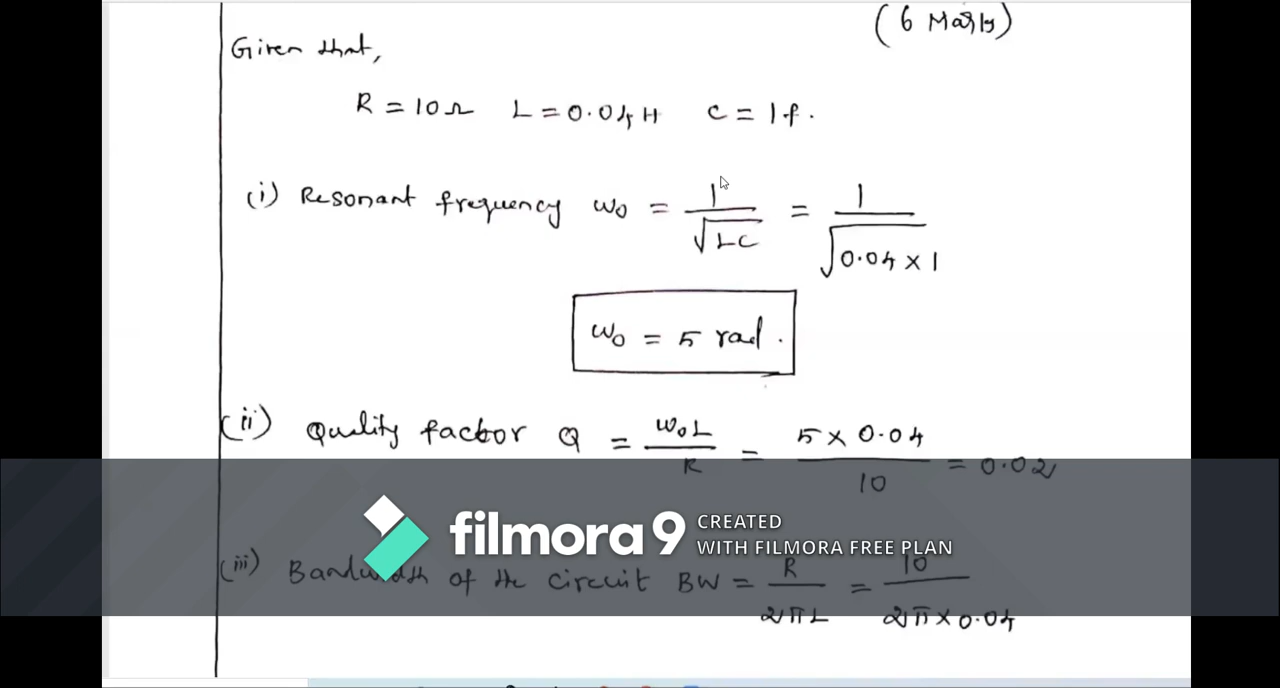 (6 Marks)
Given that,
R = 10Ω L = 0.04H C = 1f.
(i) Resonant frequency ω₀ = 1/√LC = 1/√0.04 × 1
ω₀ = 5 rad.
(ii) Quality factor Q = ω₀L/R = 5 × 0.04/10 = 0.02
filmora9 CREATED
WITH FILMORA FREE PLAN
(iii) Bandwidth of the circuit BW = R/2πL = 10/2π × 0.04